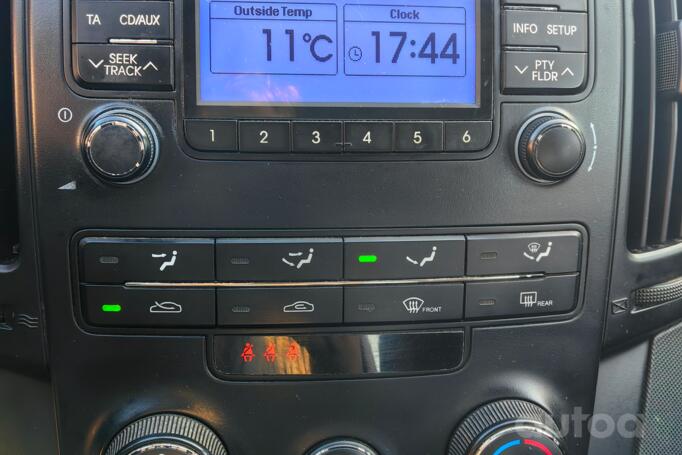 TA CD/AUX
SEEK
TRACK
Outside Temp
11°C
Clock
17:44
INFO SETUP
PTY
FLDR
1 2 3 4 5 6
FRONT
REAR
autoa